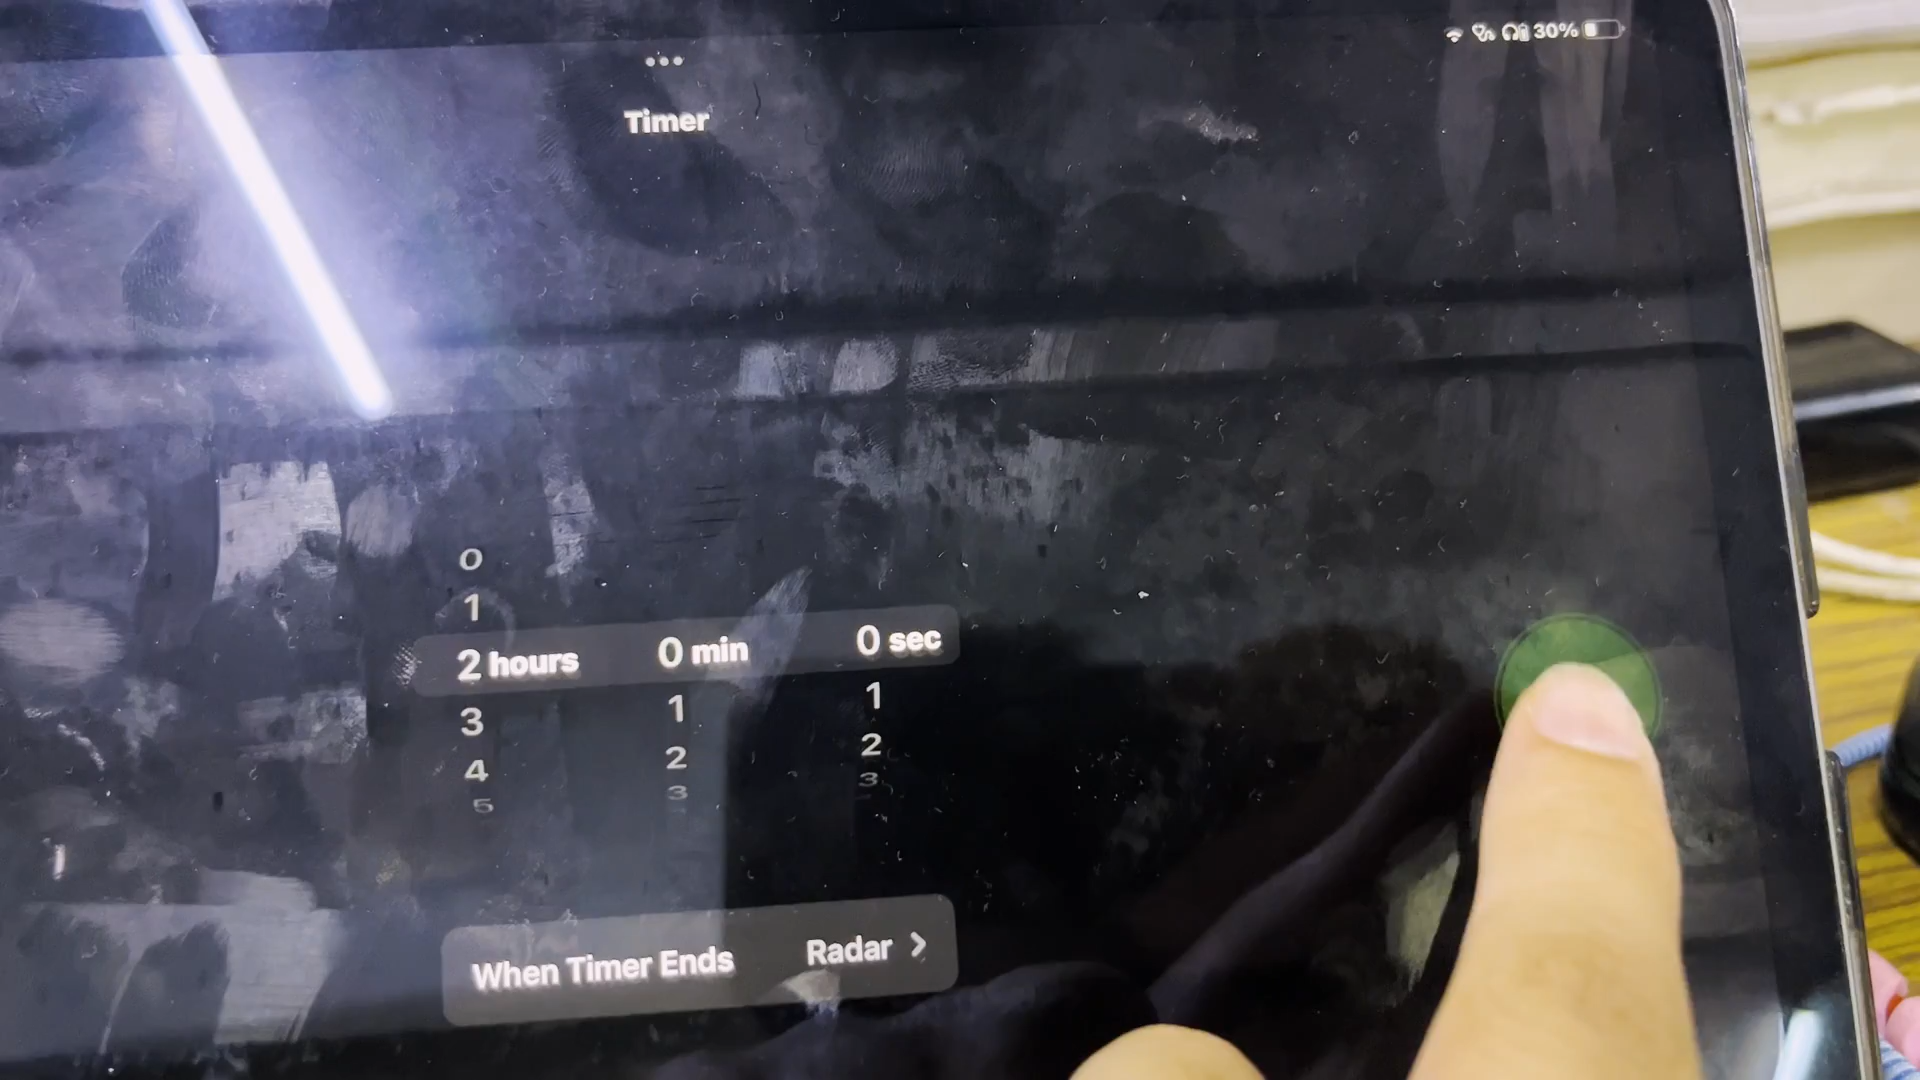 30%
Timer
0
1
2 hours 0 min 0 sec
3 1 1
4 2 2
5 3 3
When Timer Ends Radar >